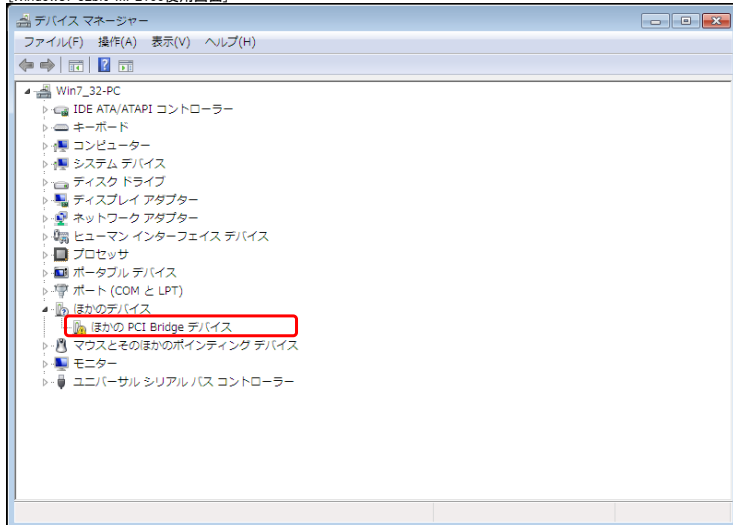 デバイス マネージャー
ファイル(F) 操作(A) 表示(V) ヘルプ(H)
Win7_32-PC
IDE ATA/ATAPI コントローラー
キーボード
コンピューター
システム デバイス
ディスク ドライブ
ディスプレイ アダプター
ネットワーク アダプター
ヒューマン インターフェイス デバイス
プロセッサ
ポータブル デバイス
ポート (COM と LPT)
ほかのデバイス
ほかの PCI Bridge デバイス
マウスとそのほかのポインティング デバイス
モニター
ユニバーサル シリアル バス コントローラー